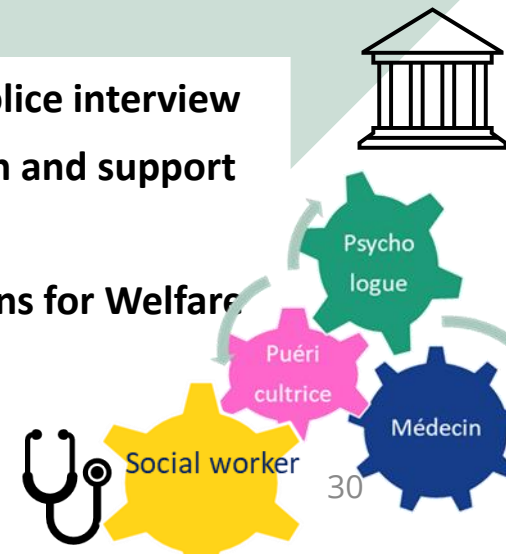 olice interview
n and support
ns for Welfare
Psycho
logue
Puéri
cultrice
Médecin
Social worker
30